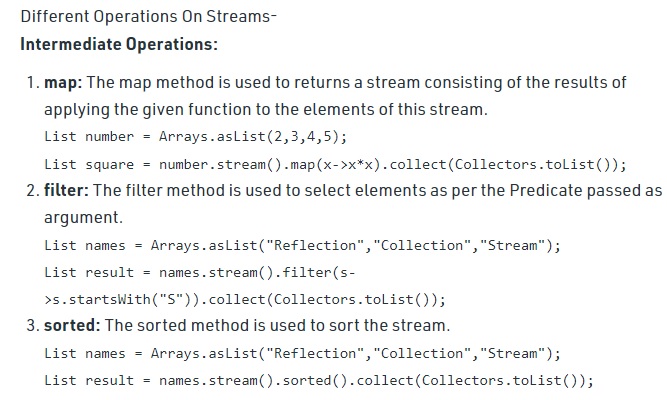 Different Operations On Streams-
Intermediate Operations:
1. map: The map method is used to returns a stream consisting of the results of
applying the given function to the elements of this stream.
List number = Arrays.asList(2,3,4,5);
List square = number.stream().map(x->x*x).collect(Collectors.toList());
2. filter: The filter method is used to select elements as per the Predicate passed as
argument.
List names = Arrays.asList("Reflection","Collection","Stream");
List result = names.stream().filter(s-
>s.startsWith("S")).collect(Collectors.toList());
3. sorted: The sorted method is used to sort the stream.
List names = Arrays.asList("Reflection","Collection","Stream");
List result = names.stream().sorted().collect(Collectors.toList());